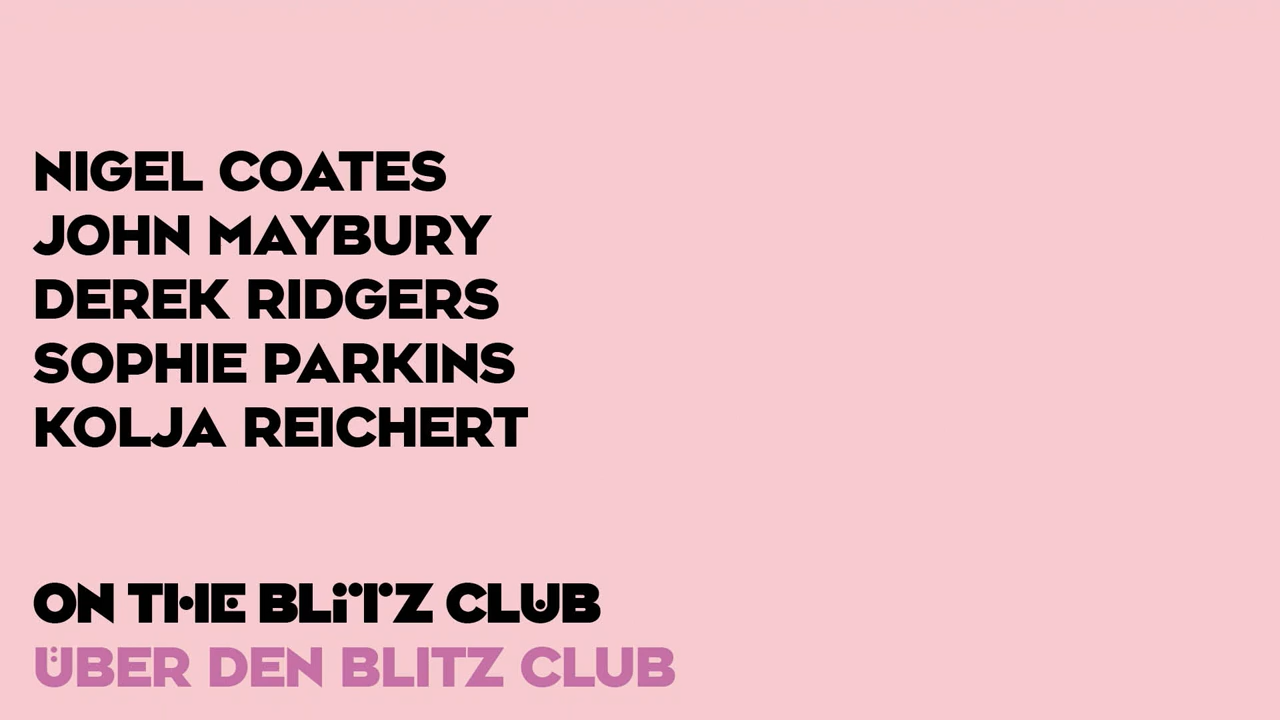 NIGEL COATES
JOHN MAYBURY
DEREK RIDGERS
SOPHIE PARKINS
KOLJA REICHERT
ON THE BLiTZ CLUB
ÜBER DEN BLITZ CLUB